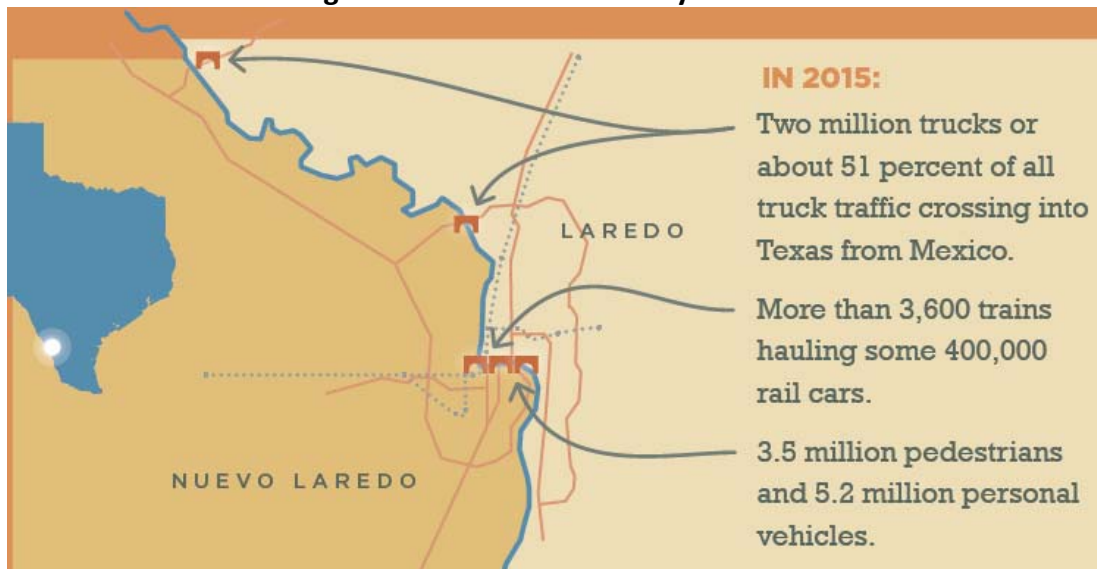 IN 2015:
Two million trucks or
about 51 percent of all
truck traffic crossing into
Texas from Mexico.
LAREDO
More than 3,600 trains
hauling some 400,000
rail cars.
3.5 million pedestrians
and 5.2 million personal
vehicles.
NUEVO LAREDO